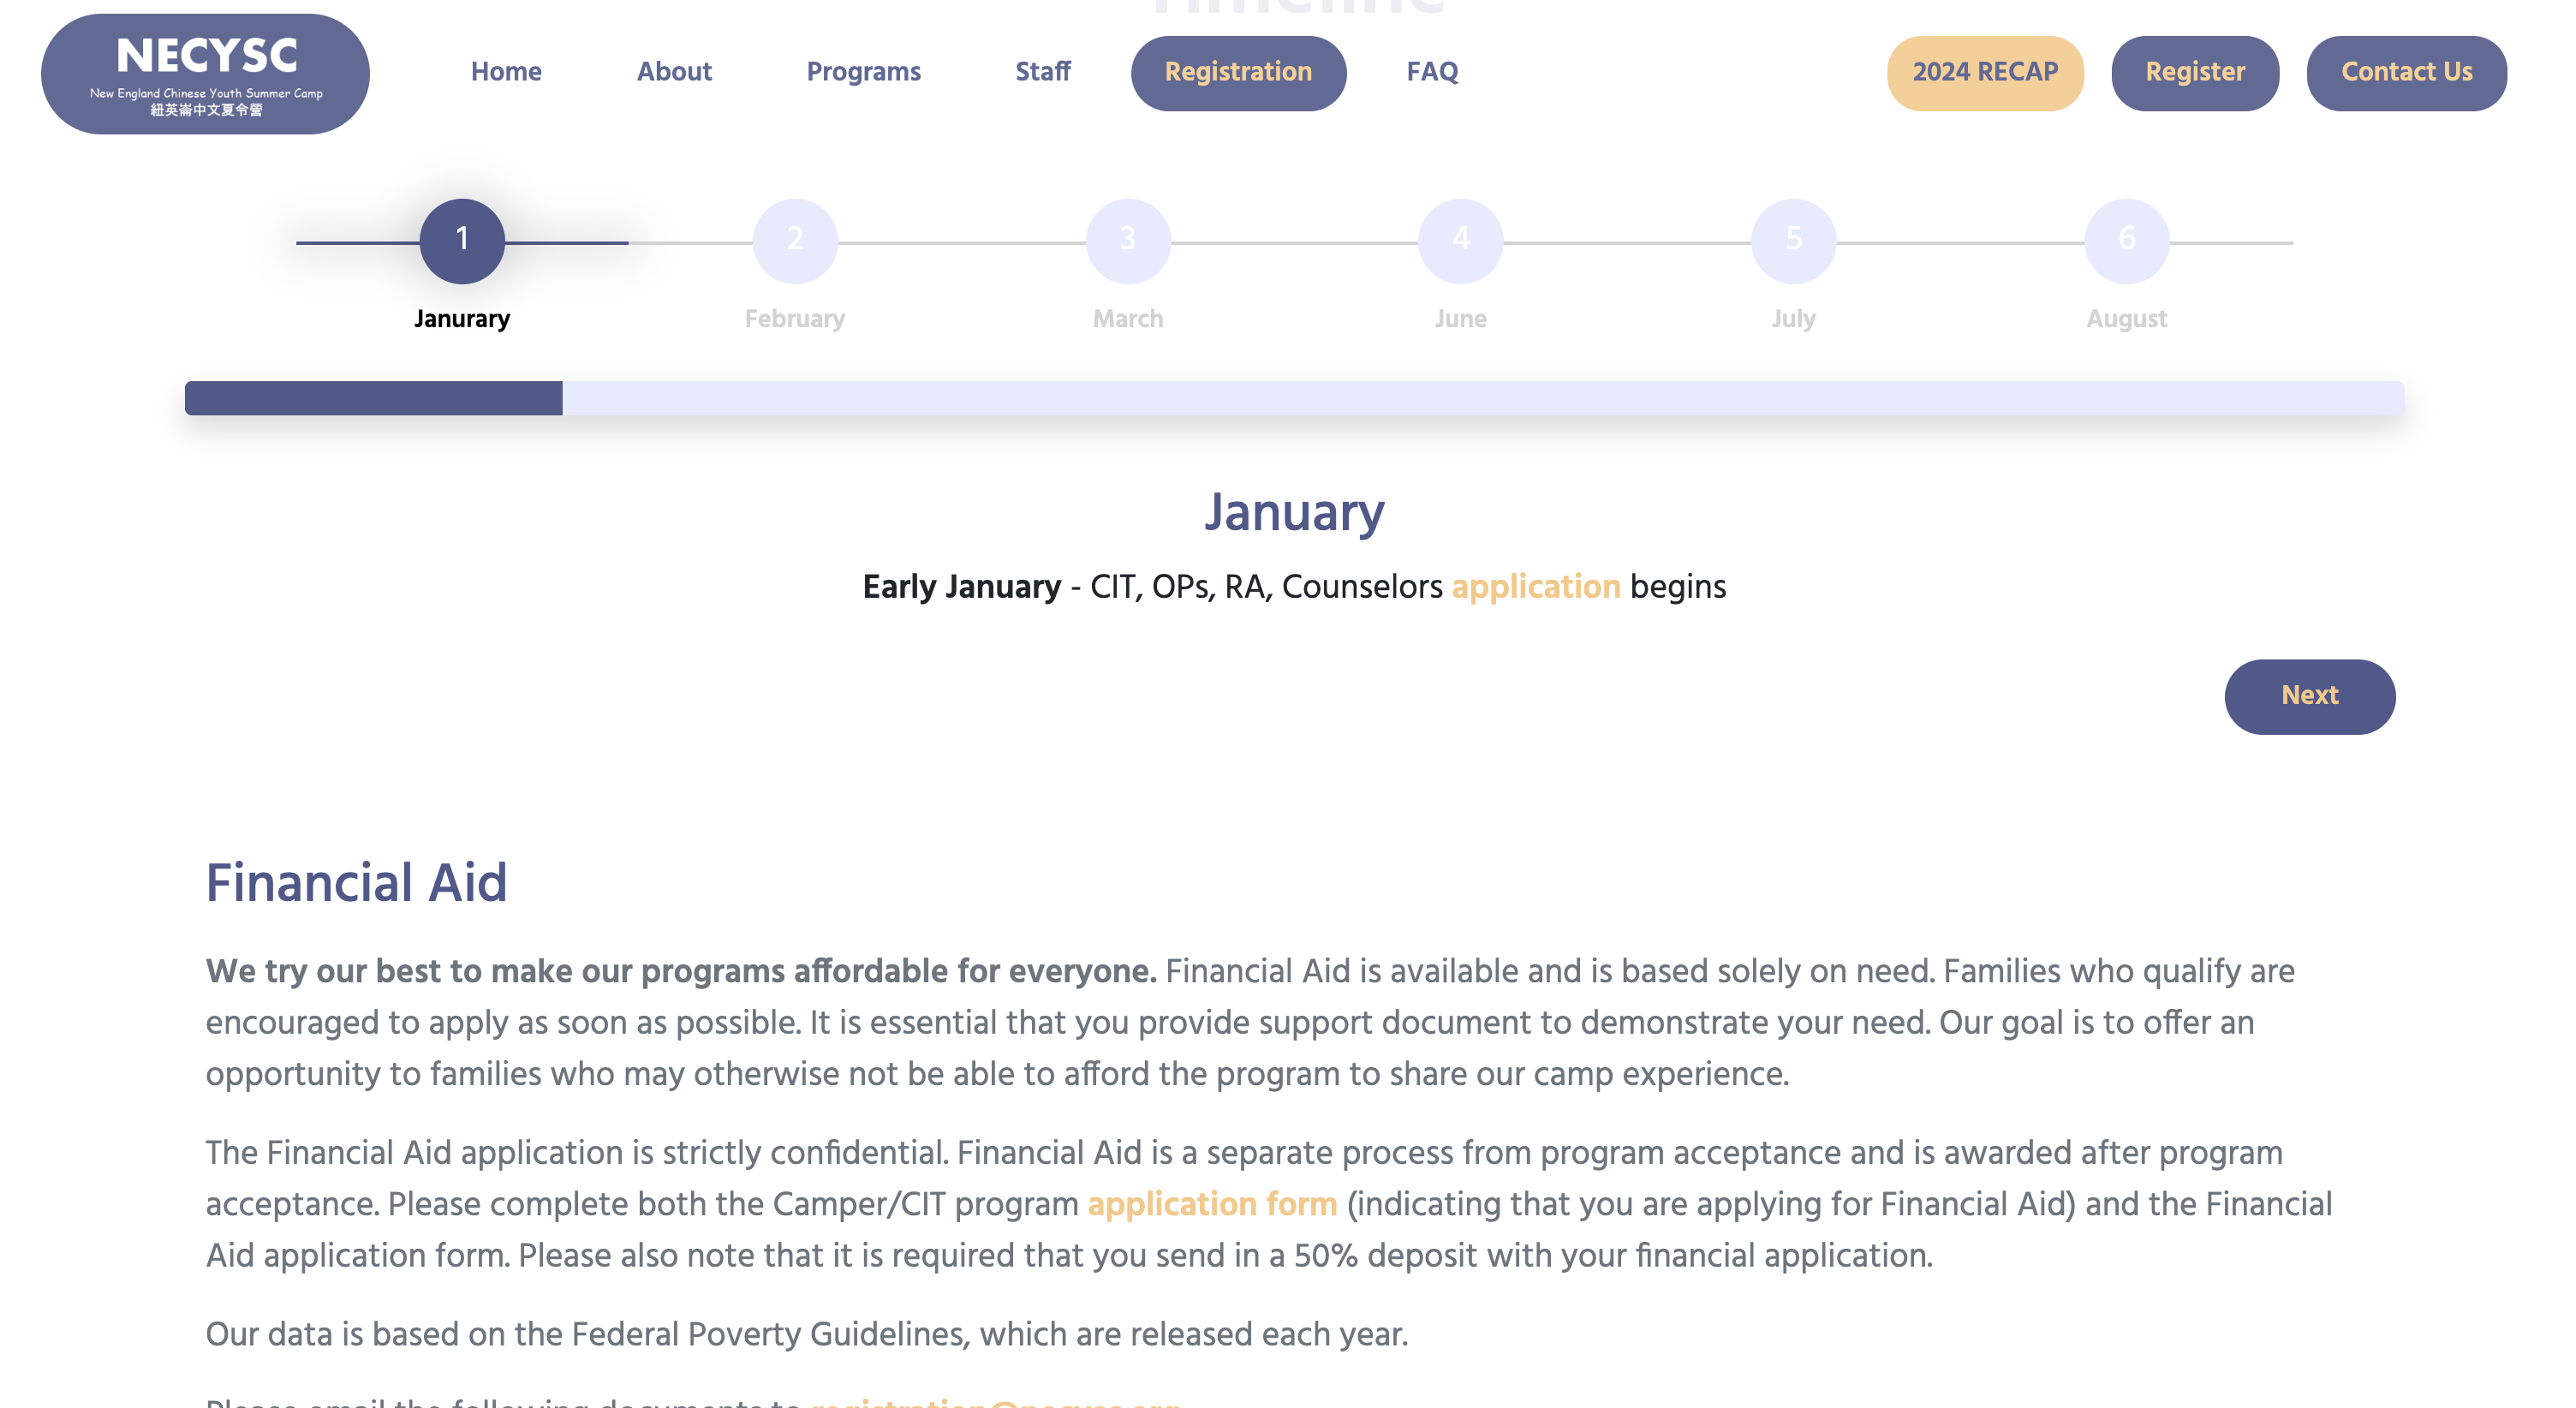 Timeline
NECYSC
New England Chinese Youth Summer Camp
紐英崙中文夏令營
Home
About
Programs
Staff
Registration
FAQ
2024 RECAP
Register
Contact Us
1
2
3
4
5
6
Janurary
February
March
June
July
August
January
Early January - CIT, OPs, RA, Counselors application begins
Next
Financial Aid
We try our best to make our programs affordable for everyone. Financial Aid is available and is based solely on need. Families who qualify are
encouraged to apply as soon as possible. It is essential that you provide support document to demonstrate your need. Our goal is to offer an
opportunity to families who may otherwise not be able to afford the program to share our camp experience.
The Financial Aid application is strictly confidential. Financial Aid is a separate process from program acceptance and is awarded after program
acceptance. Please complete both the Camper/CIT program application form (indicating that you are applying for Financial Aid) and the Financial
Aid application form. Please also note that it is required that you send in a 50% deposit with your financial application.
Our data is based on the Federal Poverty Guidelines, which are released each year.
Please email the following documents to registration@necysc.org